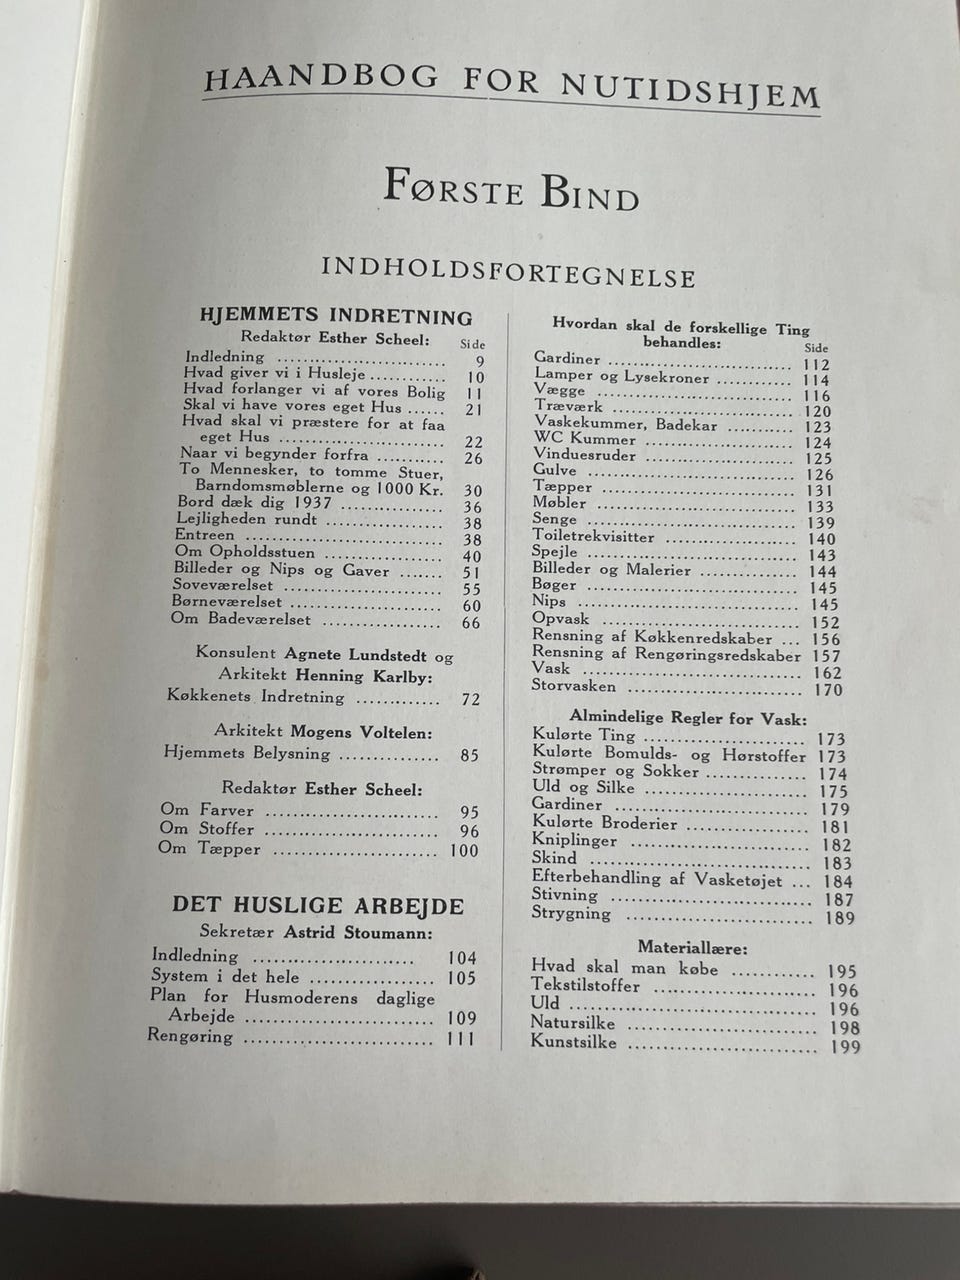 HAANDBOG FOR NUTIDSHJEM
FØRSTE BIND
INDHOLDSFORTEGNELSE
HJEMMETS INDRETNING
Redaktør Esther Scheel: Side
Indledning ........................ 9
Hvad giver vi i Husleje ........... 10
Hvad forlanger vi af vores Bolig 11
Skal vi have vores eget Hus ...... 21
Hvad skal vi præstere for at faa
eget Hus ........................ 22
Naar vi begynder forfra .......... 26
To Mennesker, to tomme Stuer,
Barndomsmøblerne og 1000 Kr. 30
Bord dæk dig 1937 ............... 36
Lejligheden rundt ................. 38
Entreen ............................ 38
Om Opholdsstuen ................. 40
Billeder og Nips og Gaver ....... 51
Soveværelset ....................... 55
Børneværelset ...................... 60
Om Badeværelset ................. 66
Konsulent Agnete Lundstedt og
Arkitekt Henning Karlby:
Køkkenets Indretning ............ 72
Arkitekt Mogens Voltelen:
Hjemmets Belysning .............. 85
Redaktør Esther Scheel:
Om Farver ......................... 95
Om Stoffer ......................... 96
Om Tæpper ........................ 100
DET HUSLIGE ARBEJDE
Sekretær Astrid Stoumann:
Indledning ....................... 104
System i det hele ................. 105
Plan for Husmoderens daglige
Arbejde ........................... 109
Rengøring ........................... 111
Hvordan skal de forskellige Ting
behandles: Side
Gardiner ........................... 112
Lamper og Lysekroner ........... 114
Vægge ............................. 116
Træværk ........................... 120
Vaskekummer, Badekar .......... 123
WC Kummer ...................... 124
Vinduesruder ...................... 125
Gulve .............................. 126
Tæpper ............................ 131
Møbler ............................. 133
Senge .............................. 139
Toiletrekvisitter ................... 140
Spejle .............................. 143
Billeder og Malerier .............. 144
Bøger .............................. 145
Nips ................................ 145
Opvask ............................ 152
Rensning af Køkkenredskaber ... 156
Rensning af Rengøringsredskaber 157
Vask ............................... 162
Storvasken ......................... 170
Almindelige Regler for Vask:
Kulørte Ting ....................... 173
Kulørte Bomulds- og Hørstoffer 173
Strømper og Sokker ............... 174
Uld og Silke ....................... 175
Gardiner ........................... 179
Kulørte Broderier ................. 181
Kniplinger ......................... 182
Skind ............................... 183
Efterbehandling af Vasketøjet ... 184
Stivning ............................ 187
Strygning .......................... 189
Materiallære:
Hvad skal man købe ............ 195
Tekstilstoffer ....................... 196
Uld ................................. 196
Natursilke .......................... 198
Kunstsilke .......................... 199